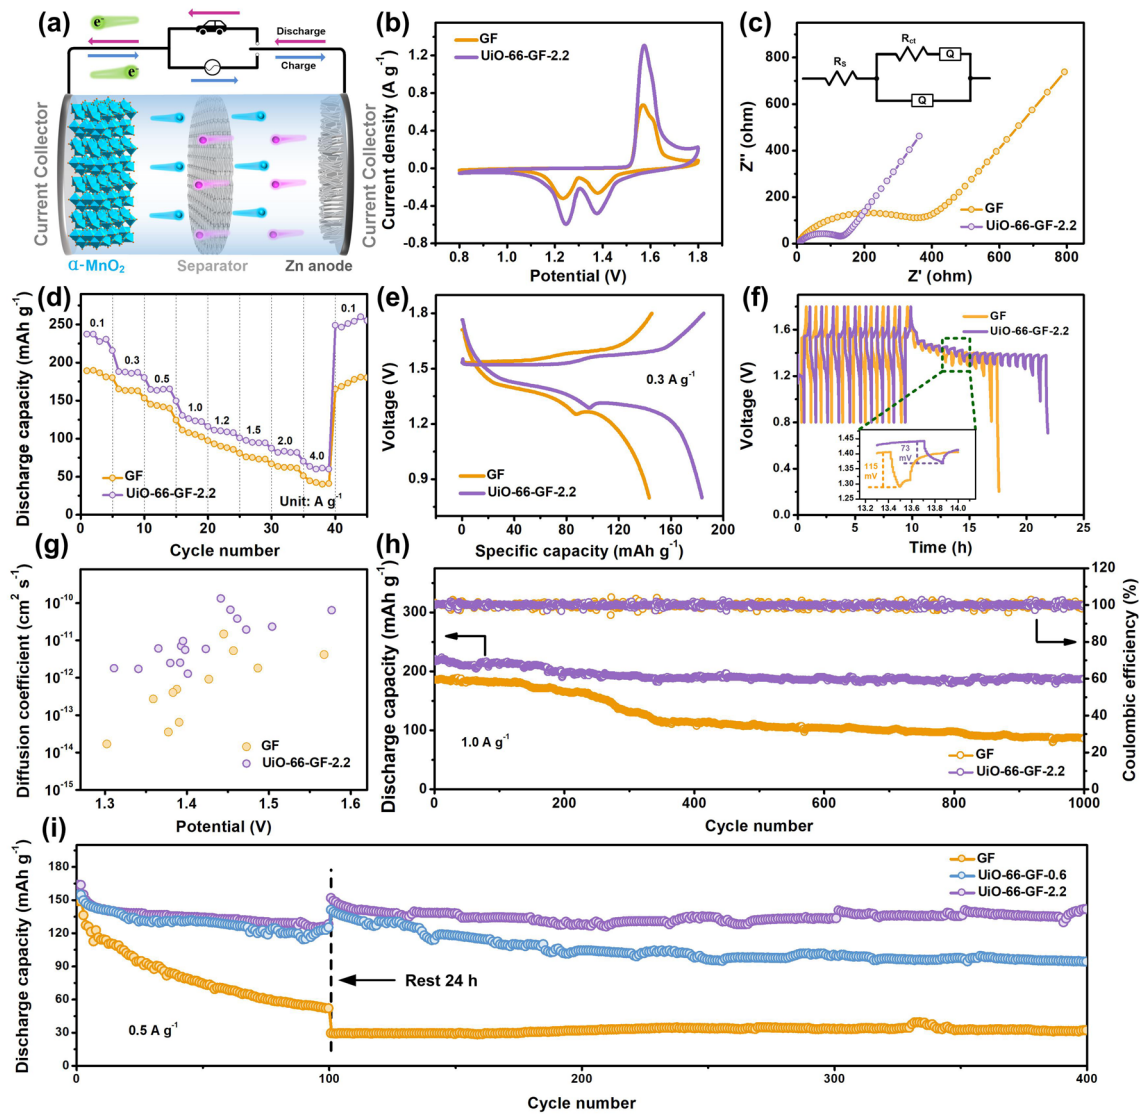 (a)
e⁻
e⁻
Discharge
Charge
Current Collector
Current Collector
α-MnO₂
Separator
Zn anode
(b)
GF
UiO-66-GF-2.2
Current density (A g⁻¹)
1.2
0.8
0.4
0.0
-0.4
-0.8
0.8 1.0 1.2 1.4 1.6 1.8
Potential (V)
(c)
Rₛ
R_ct
Q
Q
Z'' (ohm)
800
600
400
200
0
GF
UiO-66-GF-2.2
0 200 400 600 800
Z' (ohm)
(d)
Discharge capacity (mAh g⁻¹)
250
200
150
100
50
0
0.1
0.3
0.5
1.0
1.2
1.5
2.0
4.0
0.1
GF
UiO-66-GF-2.2
Unit: A g⁻¹
0 10 20 30 40
Cycle number
(e)
Voltage (V)
1.8
1.6
1.4
1.2
1.0
0.8
0.3 A g⁻¹
GF
UiO-66-GF-2.2
0 40 80 120 160 200
Specific capacity (mAh g⁻¹)
(f)
GF
UiO-66-GF-2.2
Voltage (V)
1.6
1.2
0.8
0.4
0.0
1.45
1.40
1.35
1.30
1.25
115
mV
73
mV
13.2 13.4 13.6 13.8 14.0
0 5 10 15 20 25
Time (h)
(g)
Diffusion coefficient (cm² s⁻¹)
10⁻¹⁰
10⁻¹¹
10⁻¹²
10⁻¹³
10⁻¹⁴
10⁻¹⁵
GF
UiO-66-GF-2.2
1.3 1.4 1.5 1.6
Potential (V)
(h)
Discharge capacity (mAh g⁻¹)
300
200
100
0
1.0 A g⁻¹
GF
UiO-66-GF-2.2
120
100
80
60
40
20
0
Coulombic efficiency (%)
0 200 400 600 800 1000
Cycle number
(i)
Discharge capacity (mAh g⁻¹)
180
150
120
90
60
30
0
GF
UiO-66-GF-0.6
UiO-66-GF-2.2
Rest 24 h
0.5 A g⁻¹
0 100 200 300 400
Cycle number